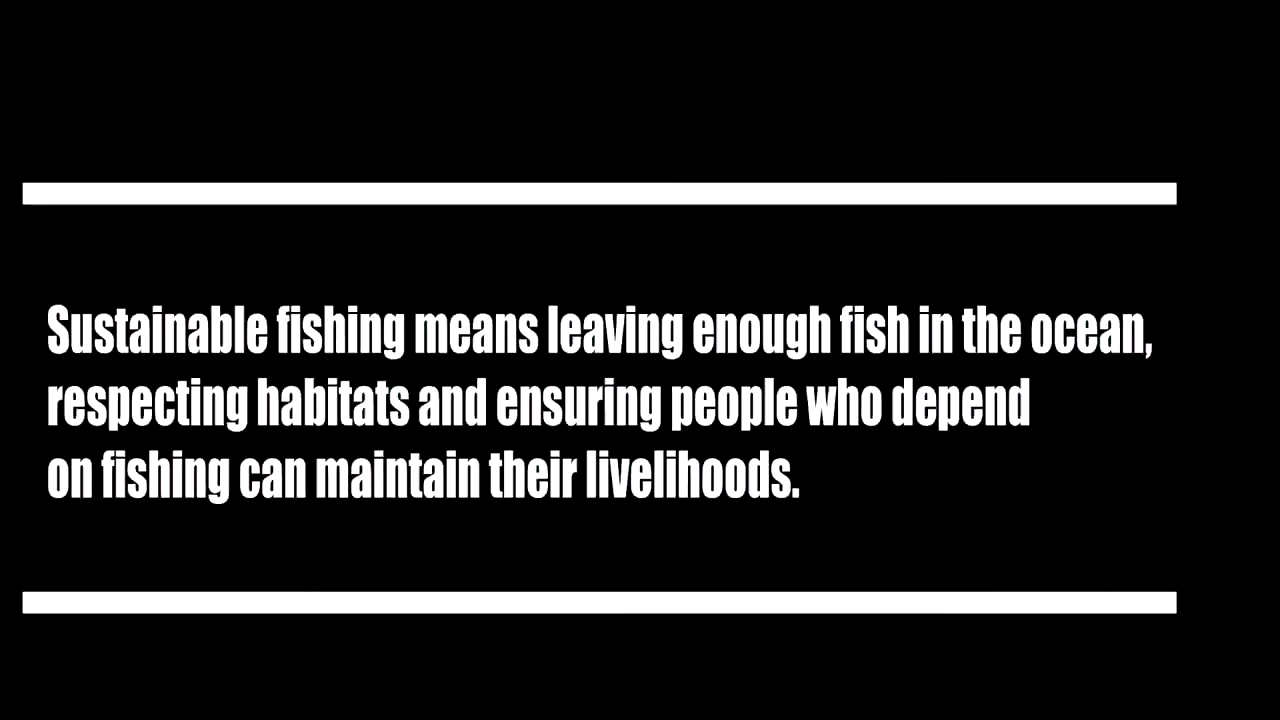 Sustainable fishing means leaving enough fish in the ocean,
respecting habitats and ensuring people who depend
on fishing can maintain their livelihoods.